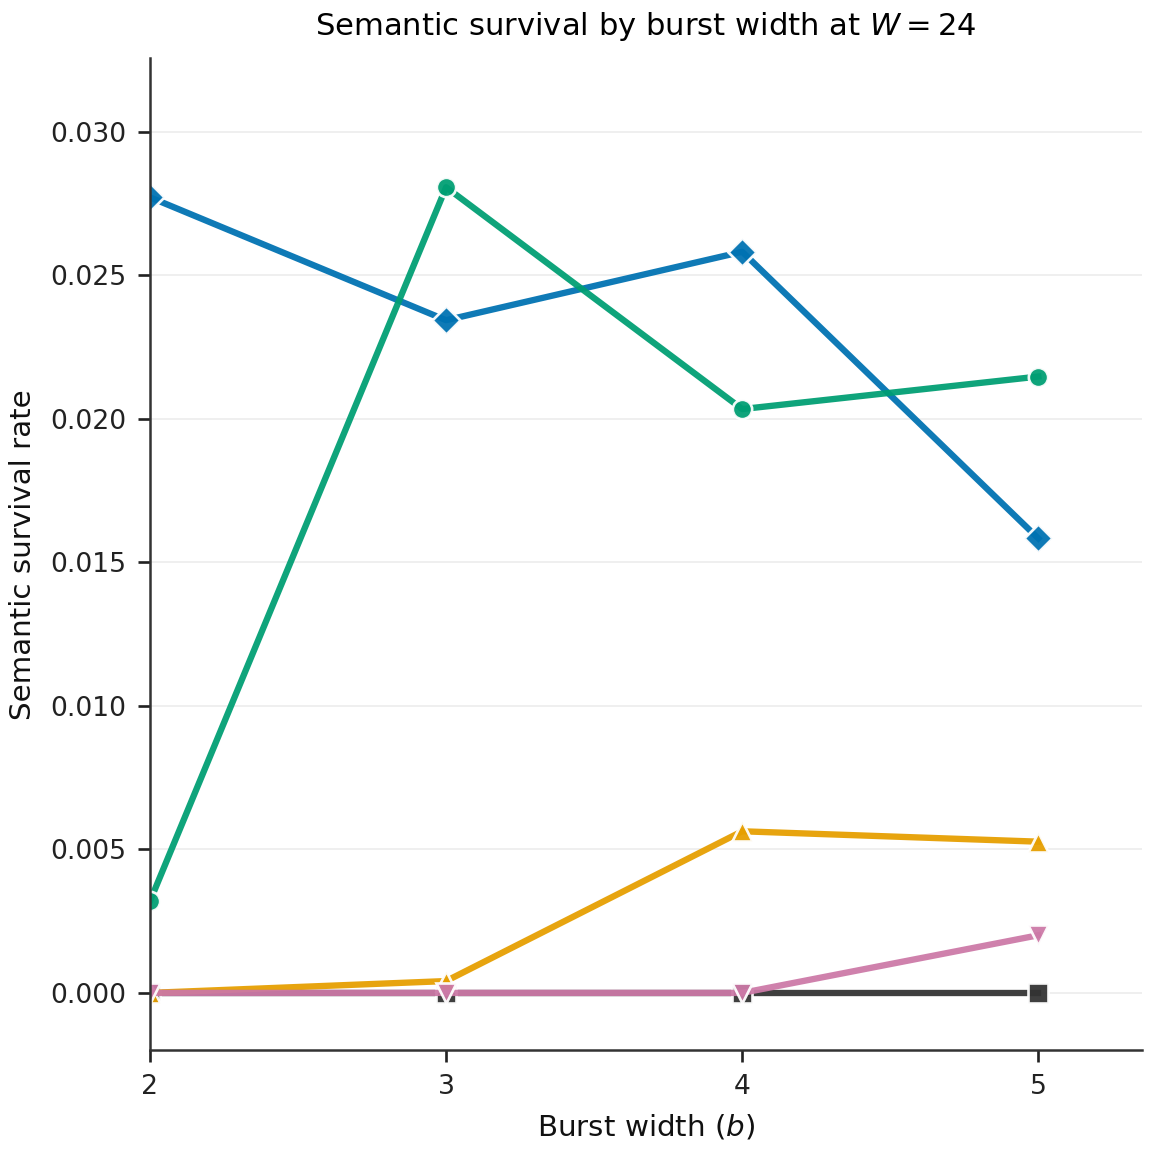 Semantic survival by burst width at W = 24
0.030
0.025
0.020
0.015
0.010
0.005
0.000
Semantic survival rate
2 3 4 5
Burst width (b)